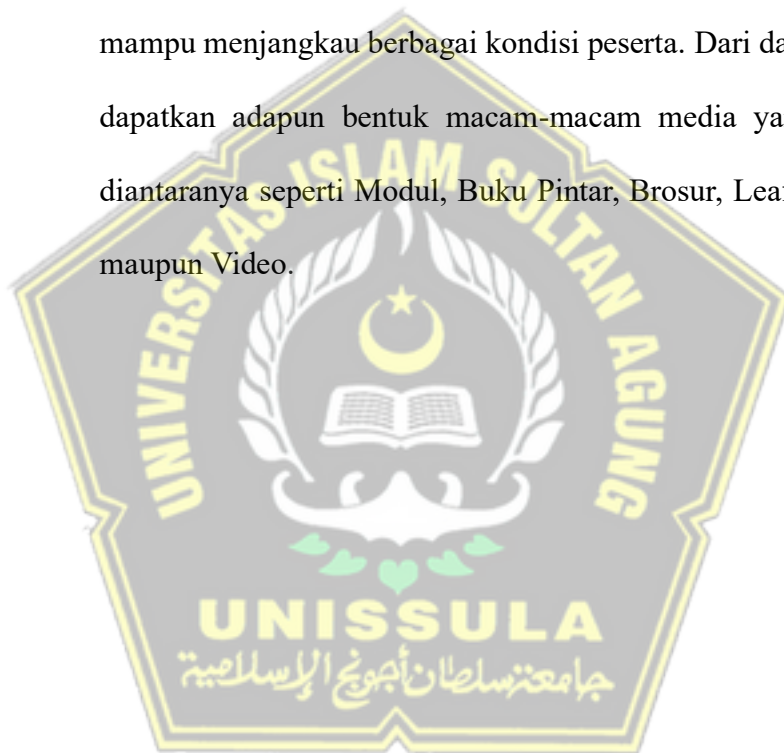 mampu menjangkau berbagai kondisi peserta. Dari da
dapatkan adapun bentuk macam-macam media ya
diantaranya seperti Modul, Buku Pintar, Brosur, Lea
maupun Video.
UNIVERSITAS ISLAM SULTAN AGUNG
UNISSULA
جامعة سلطان أجونج الإسلامية